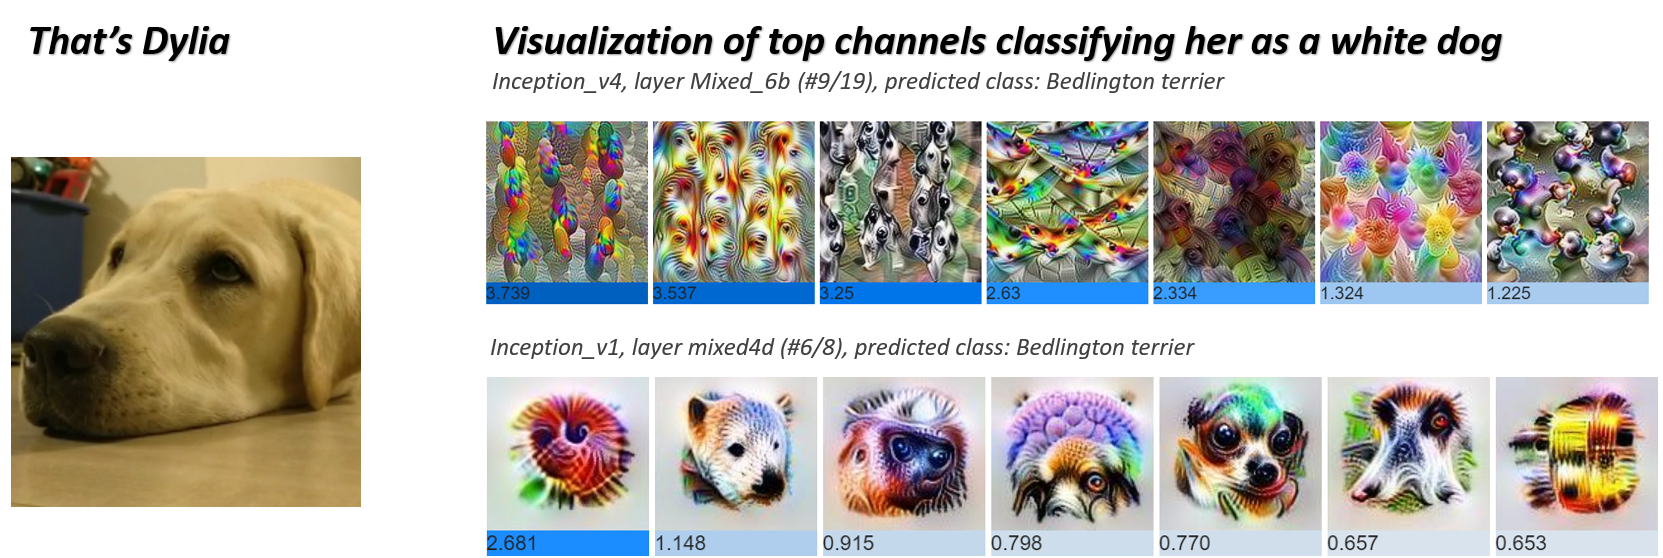 That's Dylia
Visualization of top channels classifying her as a white dog
Inception_v4, layer Mixed_6b (#9/19), predicted class: Bedlington terrier
3.739 3.537 3.25 2.63 2.334 1.324 1.225
Inception_v1, layer mixed4d (#6/8), predicted class: Bedlington terrier
2.681 1.148 0.915 0.798 0.770 0.657 0.653